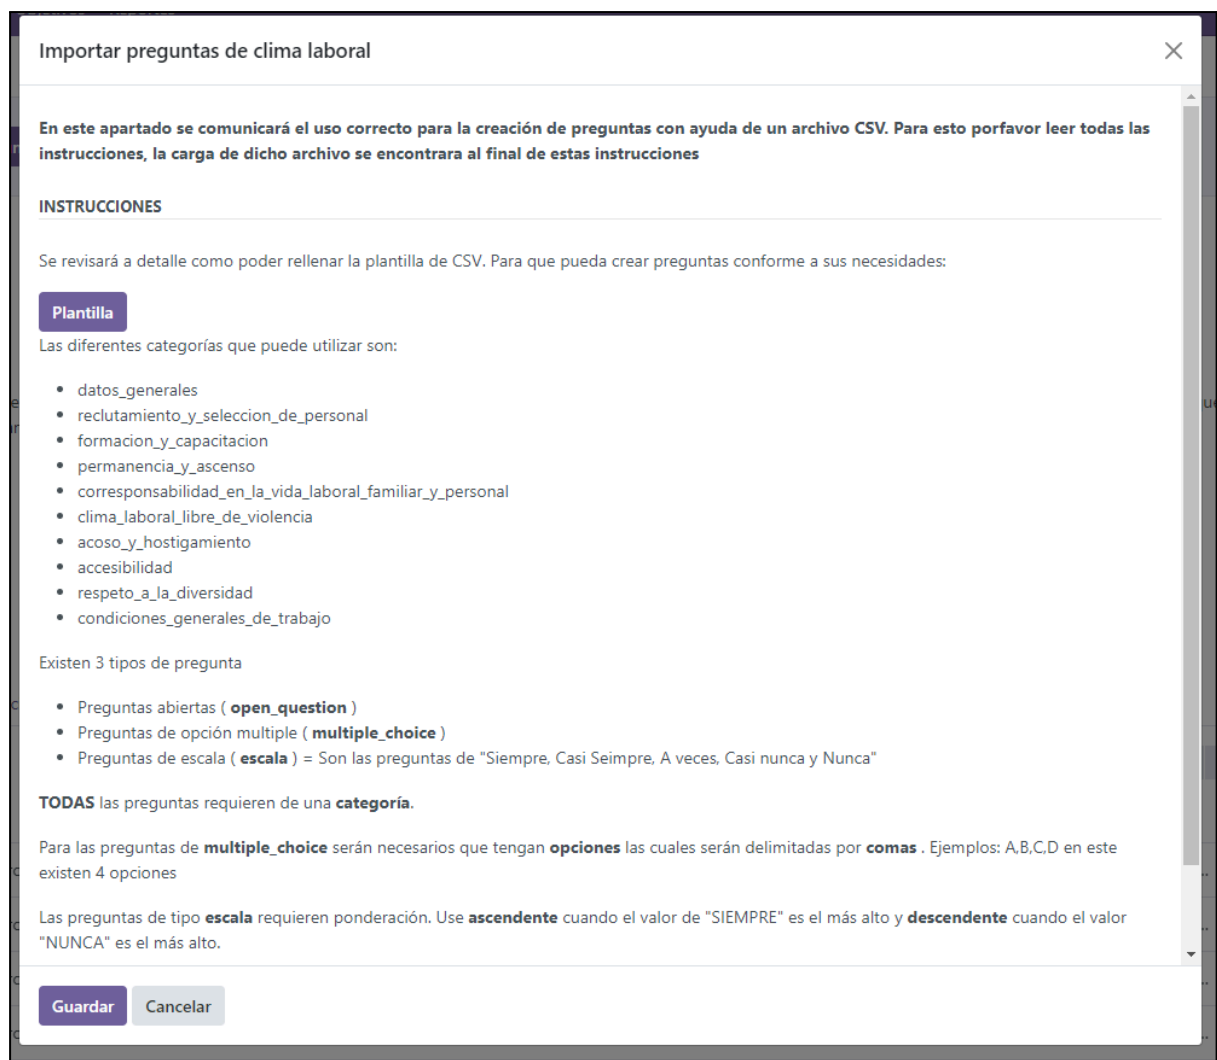 Importar preguntas de clima laboral
En este apartado se comunicará el uso correcto para la creación de preguntas con ayuda de un archivo CSV. Para esto porfavor leer todas las
instrucciones, la carga de dicho archivo se encontrara al final de estas instrucciones
INSTRUCCIONES
Se revisará a detalle como poder rellenar la plantilla de CSV. Para que pueda crear preguntas conforme a sus necesidades:
Plantilla
Las diferentes categorías que puede utilizar son:
• datos_generales
• reclutamiento_y_seleccion_de_personal
• formacion_y_capacitacion
• permanencia_y_ascenso
• corresponsabilidad_en_la_vida_laboral_familiar_y_personal
• clima_laboral_libre_de_violencia
• acoso_y_hostigamiento
• accesibilidad
• respeto_a_la_diversidad
• condiciones_generales_de_trabajo
Existen 3 tipos de pregunta
• Preguntas abiertas ( open_question )
• Preguntas de opción multiple ( multiple_choice )
• Preguntas de escala ( escala ) = Son las preguntas de "Siempre, Casi Seimpre, A veces, Casi nunca y Nunca"
TODAS las preguntas requieren de una categoría.
Para las preguntas de multiple_choice serán necesarios que tengan opciones las cuales serán delimitadas por comas . Ejemplos: A,B,C,D en este
existen 4 opciones
Las preguntas de tipo escala requieren ponderación. Use ascendente cuando el valor de "SIEMPRE" es el más alto y descendente cuando el valor
"NUNCA" es el más alto.
Guardar Cancelar